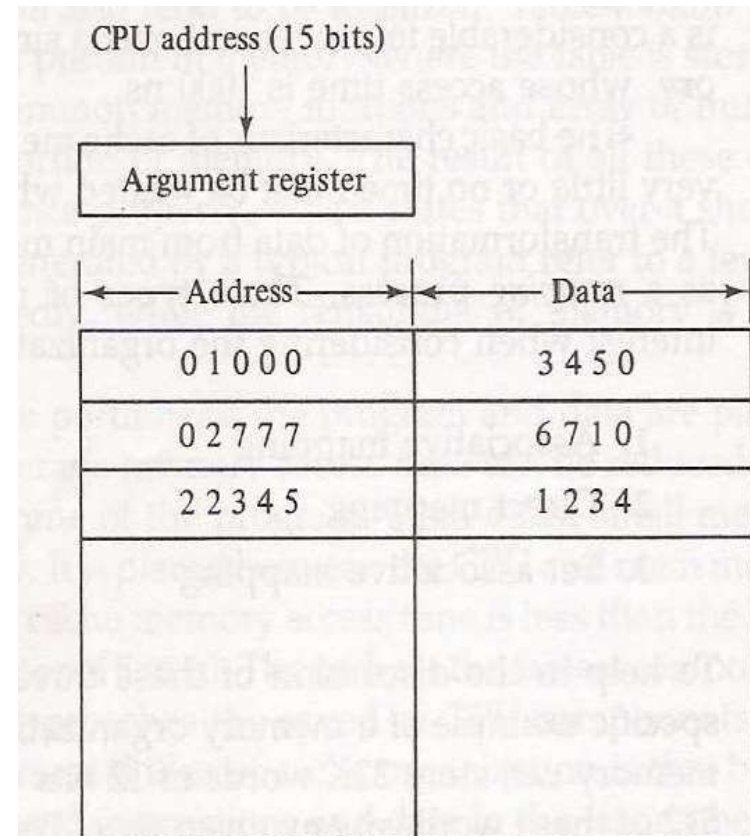 CPU address (15 bits)
Argument register
Address Data
01000 3450
02777 6710
22345 1234